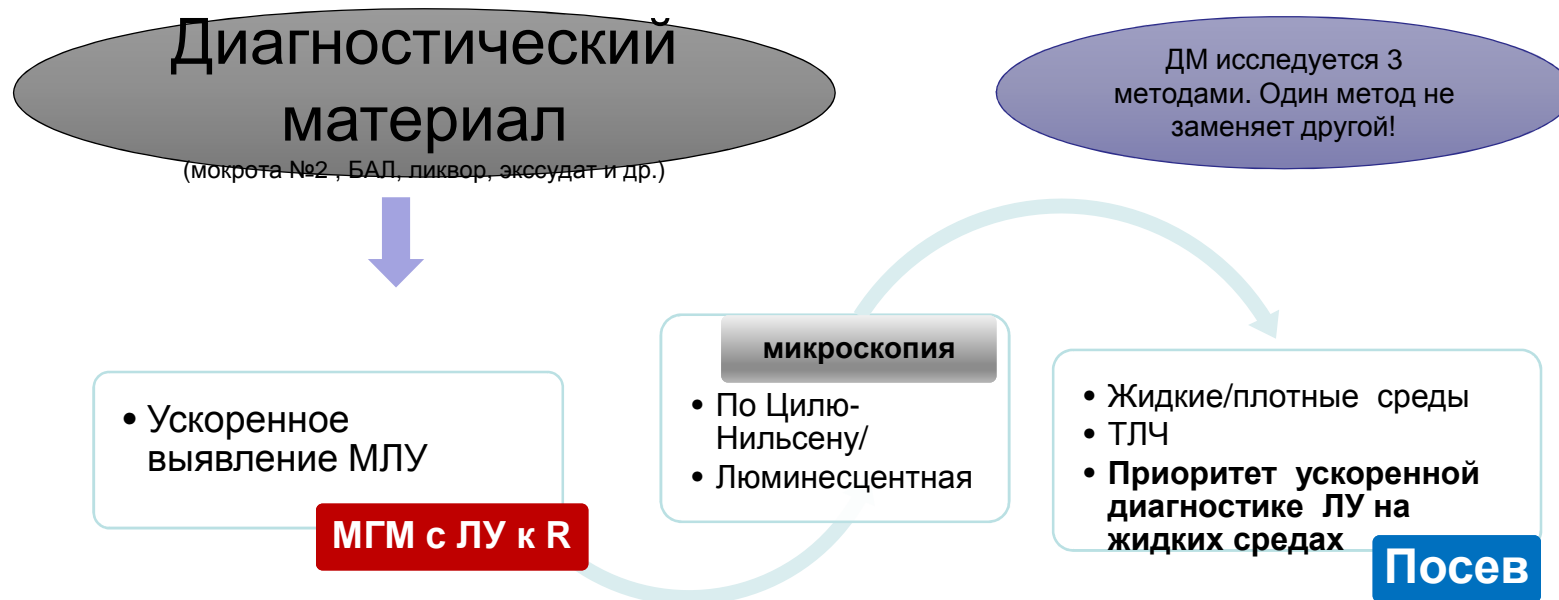 Диагностический
материал
(мокрота №2 , БАЛ, ликвор, экссудат и др.)
ДМ исследуется 3
методами. Один метод не
заменяет другой!
• Ускоренное
выявление МЛУ
МГМ с ЛУ к R
микроскопия
• По Цилю-
Нильсену/
• Люминесцентная
• Жидкие/плотные среды
• ТЛЧ
• Приоритет ускоренной
диагностике ЛУ на
жидких средах
Посев